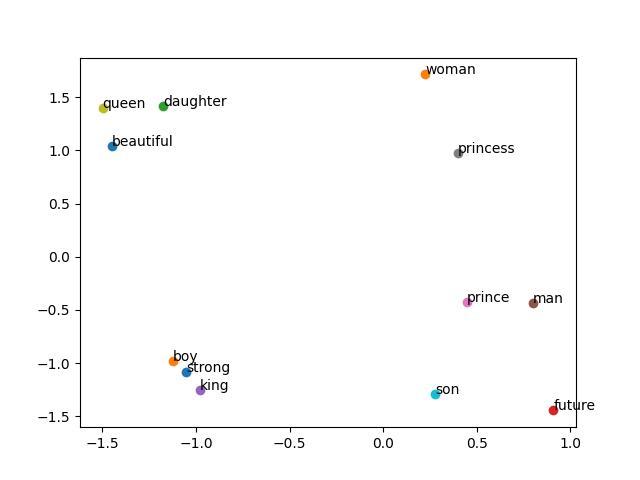 woman
queen
daughter
beautiful
princess
prince
man
boy
strong
king
son
future
1.5
1.0
0.5
0.0
−0.5
−1.0
−1.5
−1.5 −1.0 −0.5 0.0 0.5 1.0